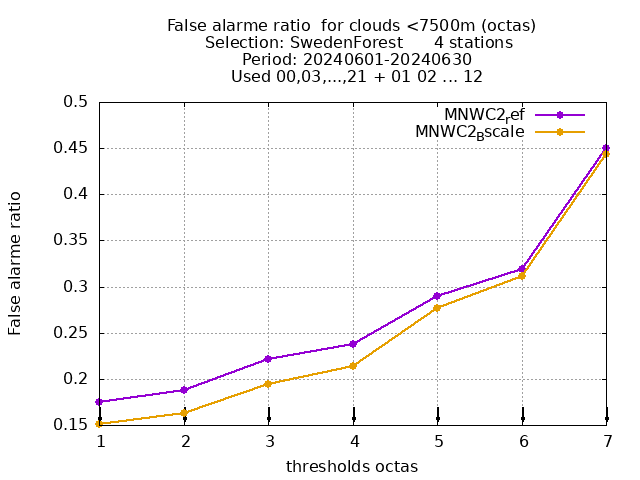 False alarme ratio  for clouds <7500m (octas)
Selection: SwedenForest      4 stations
Period: 20240601-20240630
Used 00,03,...,21 + 01 02 ... 12
0.5
0.45
0.4
0.35
0.3
0.25
0.2
0.15
False alarme ratio
MNWC2ref
MNWC2Bscale
1 2 3 4 5 6 7
thresholds octas